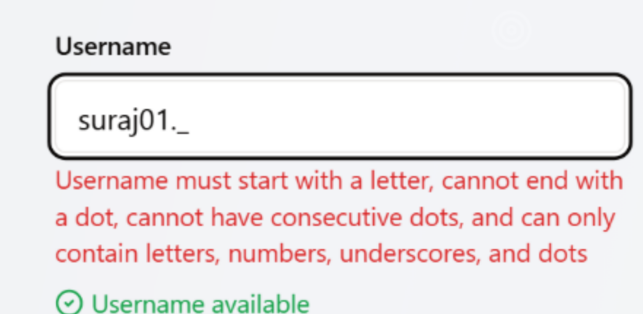 Username
suraj01._
Username must start with a letter, cannot end with
a dot, cannot have consecutive dots, and can only
contain letters, numbers, underscores, and dots
Username available